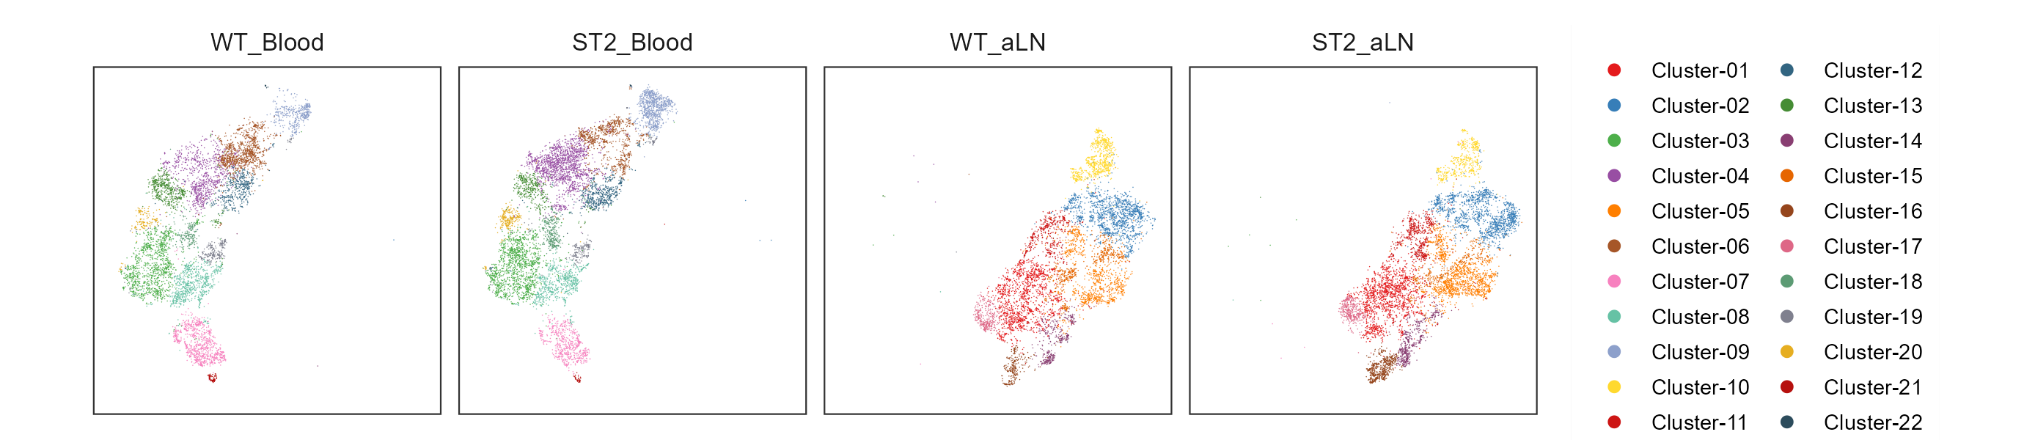 WT_Blood
ST2_Blood
WT_aLN
ST2_aLN
Cluster-01
Cluster-02
Cluster-03
Cluster-04
Cluster-05
Cluster-06
Cluster-07
Cluster-08
Cluster-09
Cluster-10
Cluster-11
Cluster-12
Cluster-13
Cluster-14
Cluster-15
Cluster-16
Cluster-17
Cluster-18
Cluster-19
Cluster-20
Cluster-21
Cluster-22